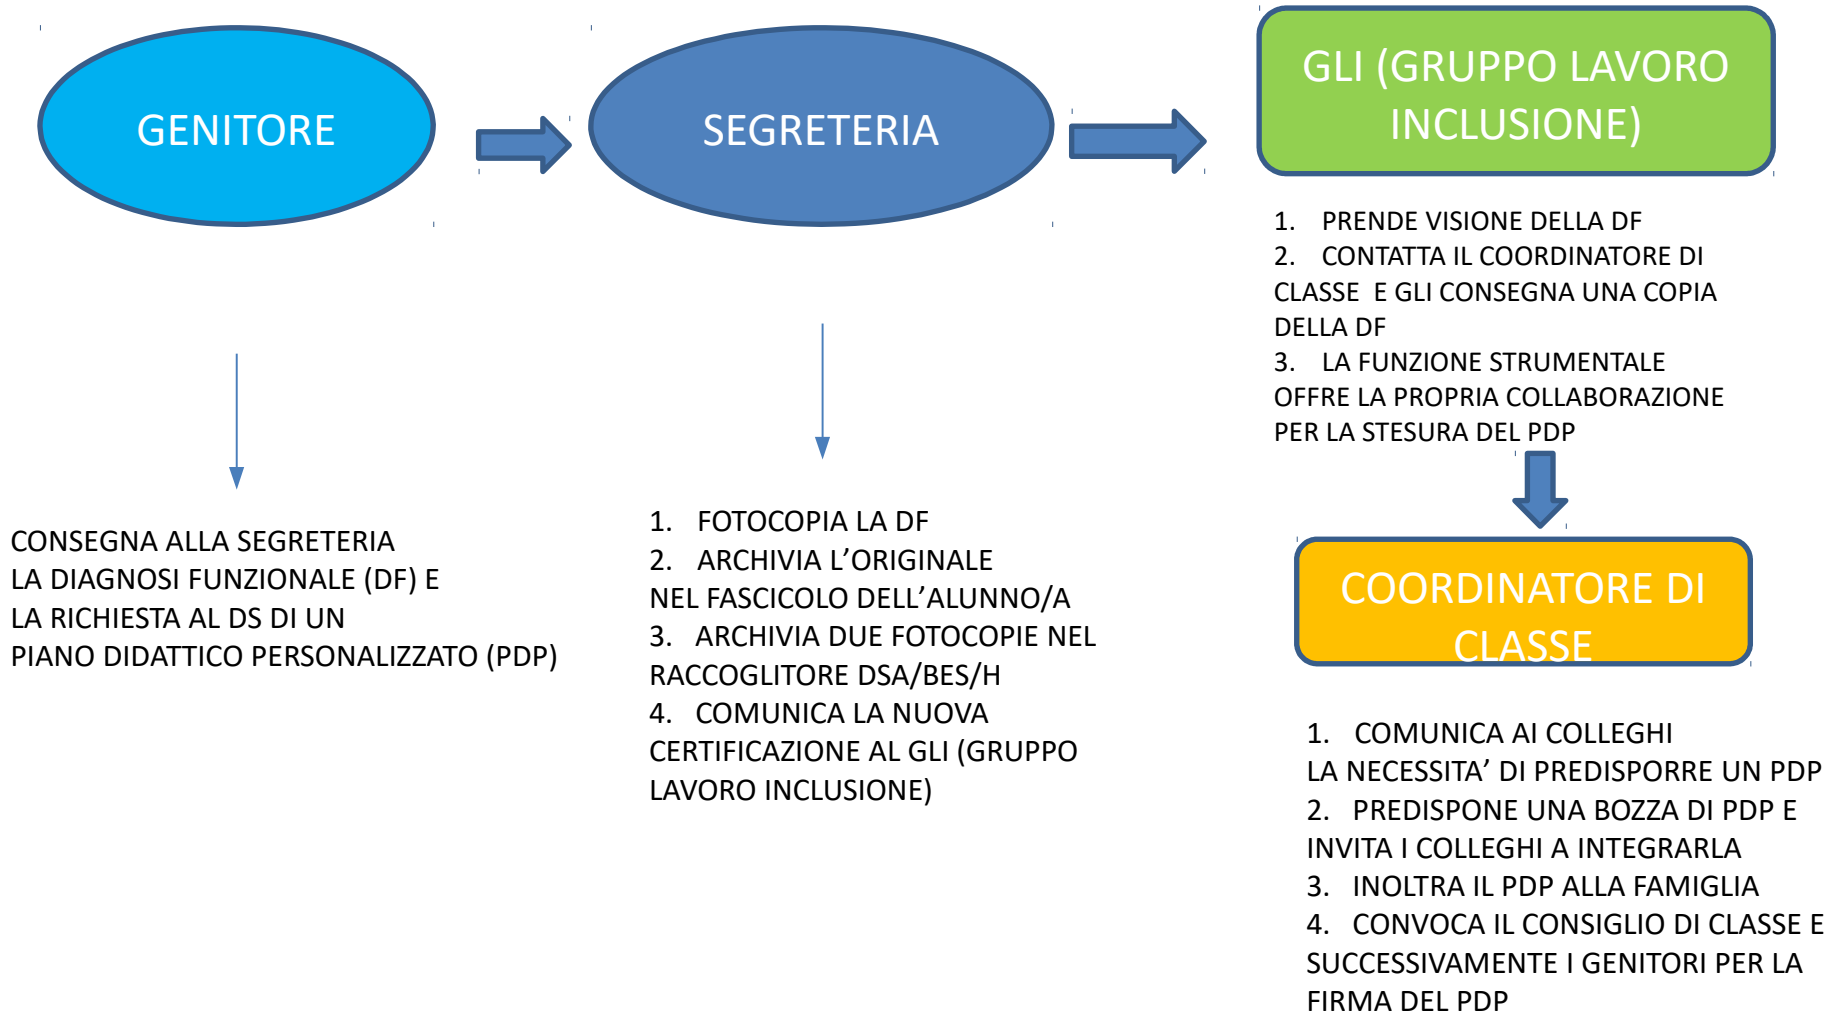 GENITORE
SEGRETERIA
GLI (GRUPPO LAVORO
INCLUSIONE)
CONSEGNA ALLA SEGRETERIA
LA DIAGNOSI FUNZIONALE (DF) E
LA RICHIESTA AL DS DI UN
PIANO DIDATTICO PERSONALIZZATO (PDP)
1. FOTOCOPIA LA DF
2. ARCHIVIA L’ORIGINALE
NEL FASCICOLO DELL’ALUNNO/A
3. ARCHIVIA DUE FOTOCOPIE NEL
RACCOGLITORE DSA/BES/H
4. COMUNICA LA NUOVA
CERTIFICAZIONE AL GLI (GRUPPO
LAVORO INCLUSIONE)
1. PRENDE VISIONE DELLA DF
2. CONTATTA IL COORDINATORE DI
CLASSE E GLI CONSEGNA UNA COPIA
DELLA DF
3. LA FUNZIONE STRUMENTALE
OFFRE LA PROPRIA COLLABORAZIONE
PER LA STESURA DEL PDP
COORDINATORE DI
CLASSE
1. COMUNICA AI COLLEGHI
LA NECESSITA’ DI PREDISPORRE UN PDP
2. PREDISPONE UNA BOZZA DI PDP E
INVITA I COLLEGHI A INTEGRARLA
3. INOLTRA IL PDP ALLA FAMIGLIA
4. CONVOCA IL CONSIGLIO DI CLASSE E
SUCCESSIVAMENTE I GENITORI PER LA
FIRMA DEL PDP